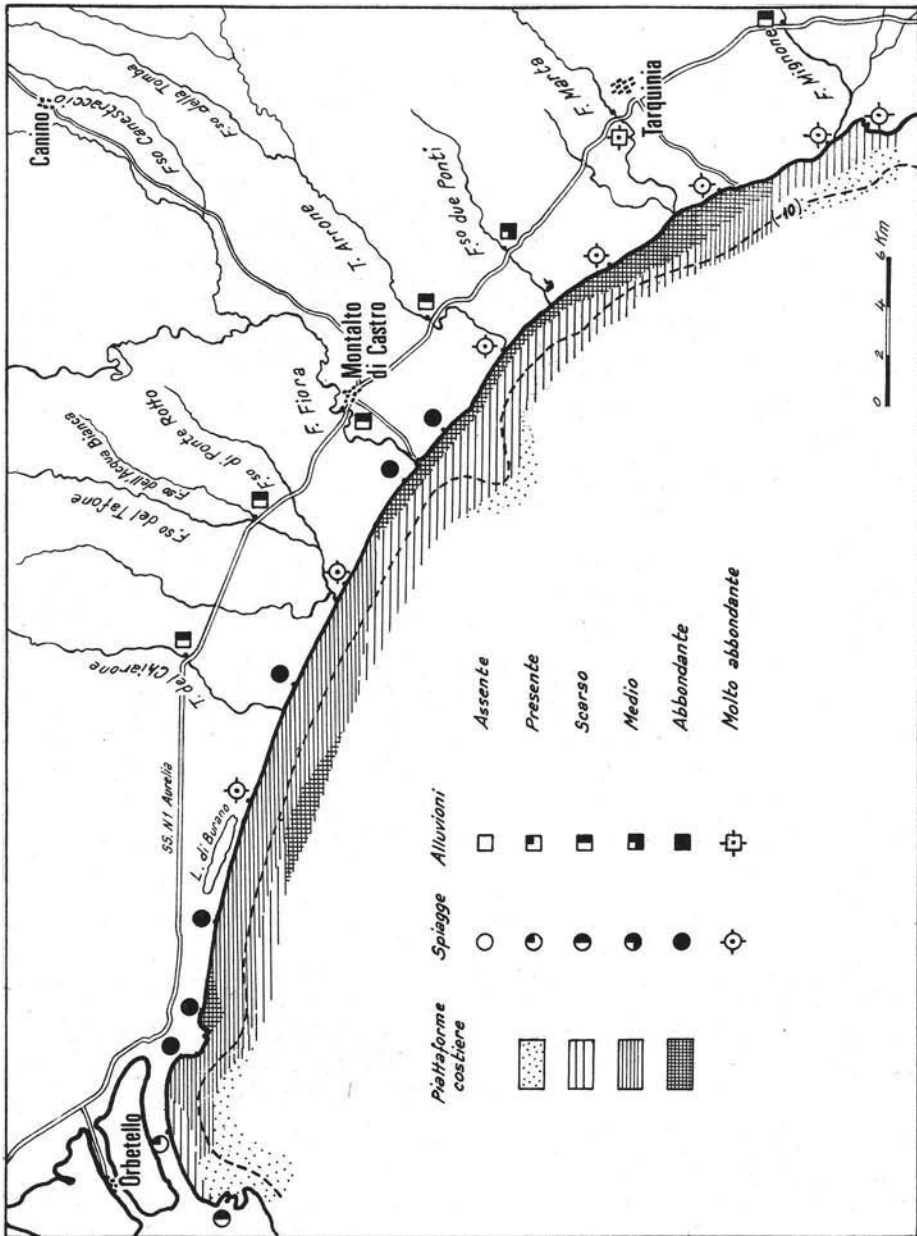 Canino
F.so Canestraccio
F.so della Tomba
T. Arrone
F.so due Ponti
F. Marta
Tarquinia
F. Mignone
Montalto
di Castro
F. Fiora
F.so di Ponte Rotto
F.so dell'Acqua Bianca
F.so del Tafone
T. del Chiarone
SS. N1 Aurelia
L. di Burano
Orbetello
(-10)
0 2 4 6 Km
Piattaforme
costiere
Spiagge
Alluvioni
Assente
Presente
Scarso
Medio
Abbondante
Molto abbondante